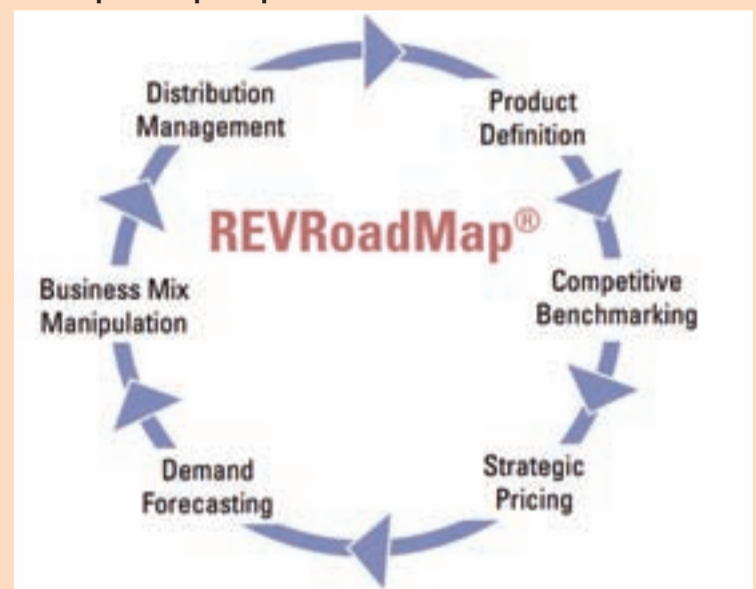 REVRoadMap®
Product
Definition
Competitive
Benchmarking
Strategic
Pricing
Demand
Forecasting
Business Mix
Manipulation
Distribution
Management